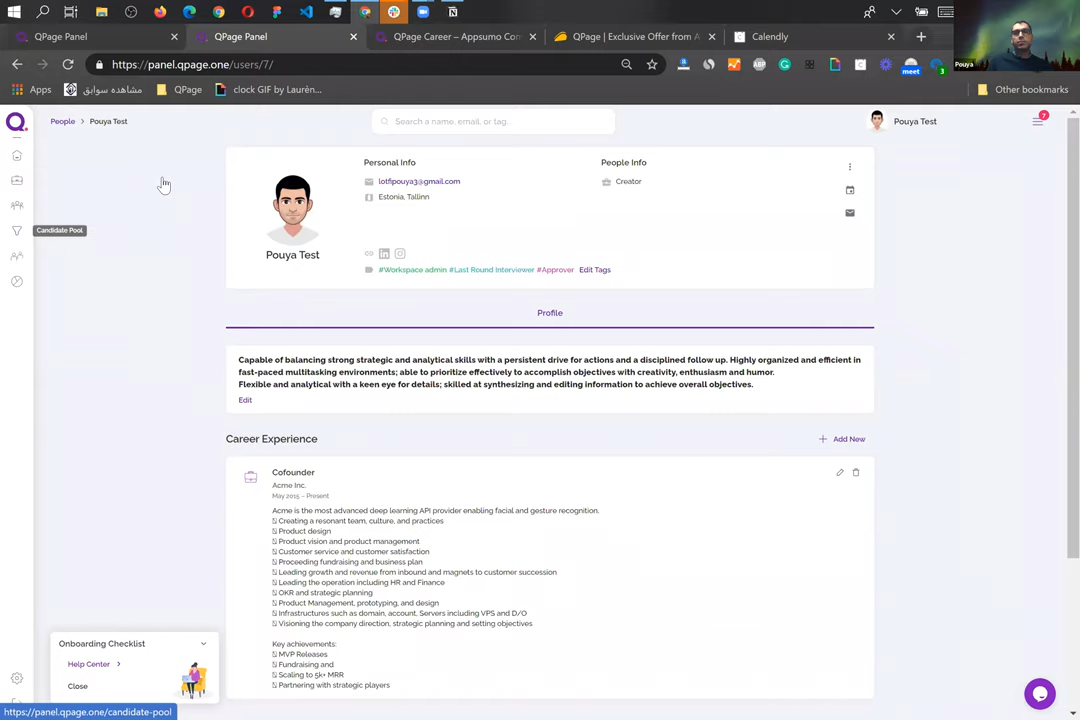 QPage Panel
QPage Panel
QPage Career – Appsumo Con
QPage | Exclusive Offer from A
Calendly
https://panel.qpage.one/users/7/
meet
3
Pouya
Apps
مشاهده سوابق
QPage
clock GIF by Laurên...
Other bookmarks
People > Pouya Test
Search a name, email, or tag..
Pouya Test
7
Personal Info
People Info
lotfipouya3@gmail.com
Creator
Estonia, Tallinn
Candidate Pool
Pouya Test
#Workspace admin #Last Round Interviewer #Approver Edit Tags
Profile
Capable of balancing strong strategic and analytical skills with a persistent drive for actions and a disciplined follow up. Highly organized and efficient in
fast-paced multitasking environments; able to prioritize effectively to accomplish objectives with creativity, enthusiasm and humor.
Flexible and analytical with a keen eye for details; skilled at synthesizing and editing information to achieve overall objectives.
Edit
Career Experience
Add New
Cofounder
Acme Inc.
May 2015 – Present
Acme is the most advanced deep learning API provider enabling facial and gesture recognition.
Creating a resonant team, culture, and practices
Product design
Product vision and product management
Customer service and customer satisfaction
Proceeding fundraising and business plan
Leading growth and revenue from inbound and magnets to customer succession
Leading the operation including HR and Finance
OKR and strategic planning
Product Management, prototyping, and design
Infrastructures such as domain, account, Servers including VPS and D/O
Visioning the company direction, strategic planning and setting objectives
Key achievements:
MVP Releases
Fundraising and
Scaling to 5k+ MRR
Partnering with strategic players
Onboarding Checklist
Help Center >
Close
https://panel.qpage.one/candidate-pool